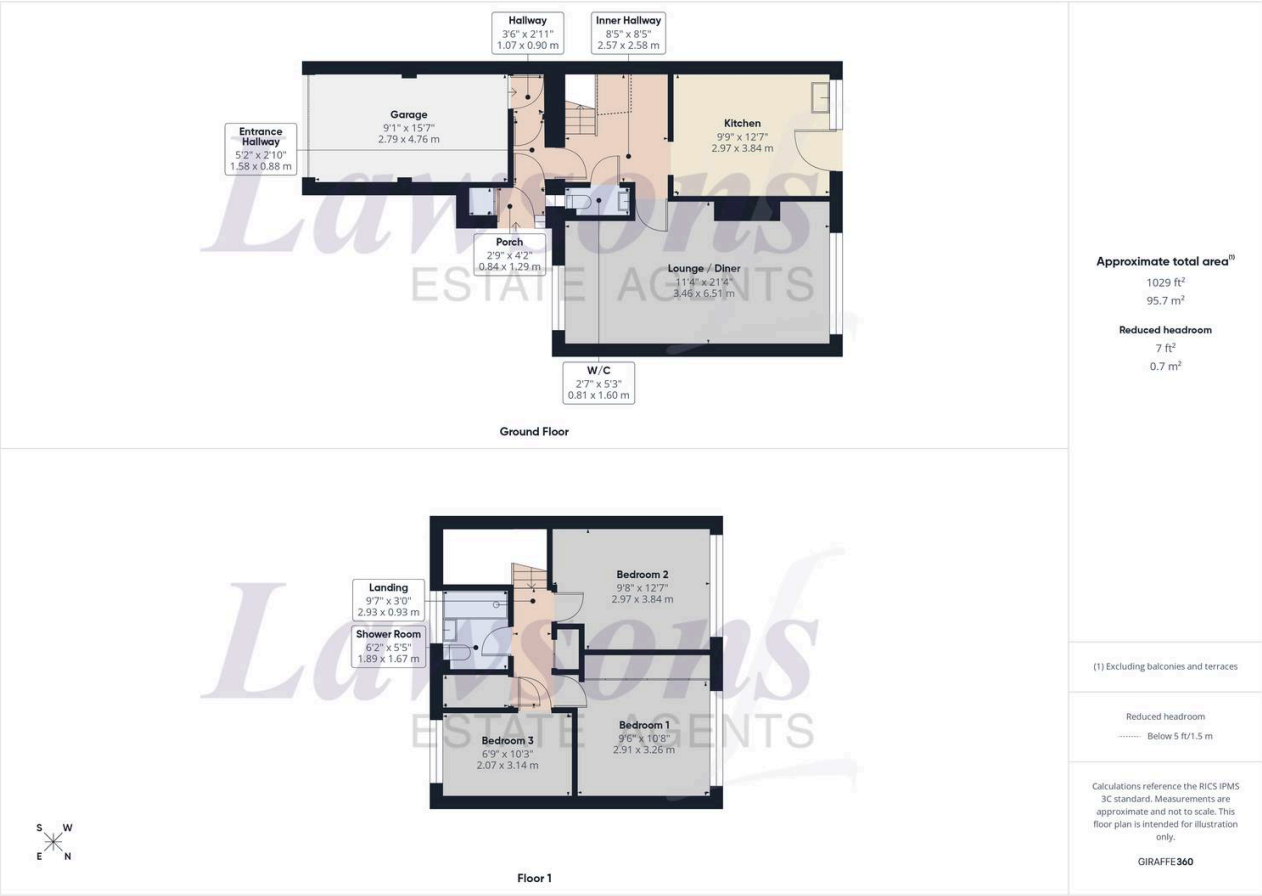 Hallway
3'6" x 2'11"
1.07 x 0.90 m
Inner Hallway
8'5" x 8'5"
2.57 x 2.58 m
Garage
9'1" x 15'7"
2.79 x 4.76 m
Kitchen
9'9" x 12'7"
2.97 x 3.84 m
Entrance
Hallway
5'2" x 2'10"
1.58 x 0.88 m
Porch
2'9" x 4'2"
0.84 x 1.29 m
Lounge / Diner
11'4" x 21'4"
3.46 x 6.51 m
W/C
2'7" x 5'3"
0.81 x 1.60 m
Lawsons
ESTATE AGENTS
Ground Floor
Landing
9'7" x 3'0"
2.93 x 0.93 m
Shower Room
6'2" x 5'5"
1.89 x 1.67 m
Bedroom 2
9'8" x 12'7"
2.97 x 3.84 m
Bedroom 1
9'6" x 10'8"
2.91 x 3.26 m
Bedroom 3
6'9" x 10'3"
2.07 x 3.14 m
Lawsons
ESTATE AGENTS
S W
E N
Floor 1
Approximate total area(1)
1029 ft²
95.7 m²
Reduced headroom
7 ft²
0.7 m²
(1) Excluding balconies and terraces
Reduced headroom
Below 5 ft/1.5 m
Calculations reference the RICS IPMS
3C standard. Measurements are
approximate and not to scale. This
floor plan is intended for illustration
only.
GIRAFFE360